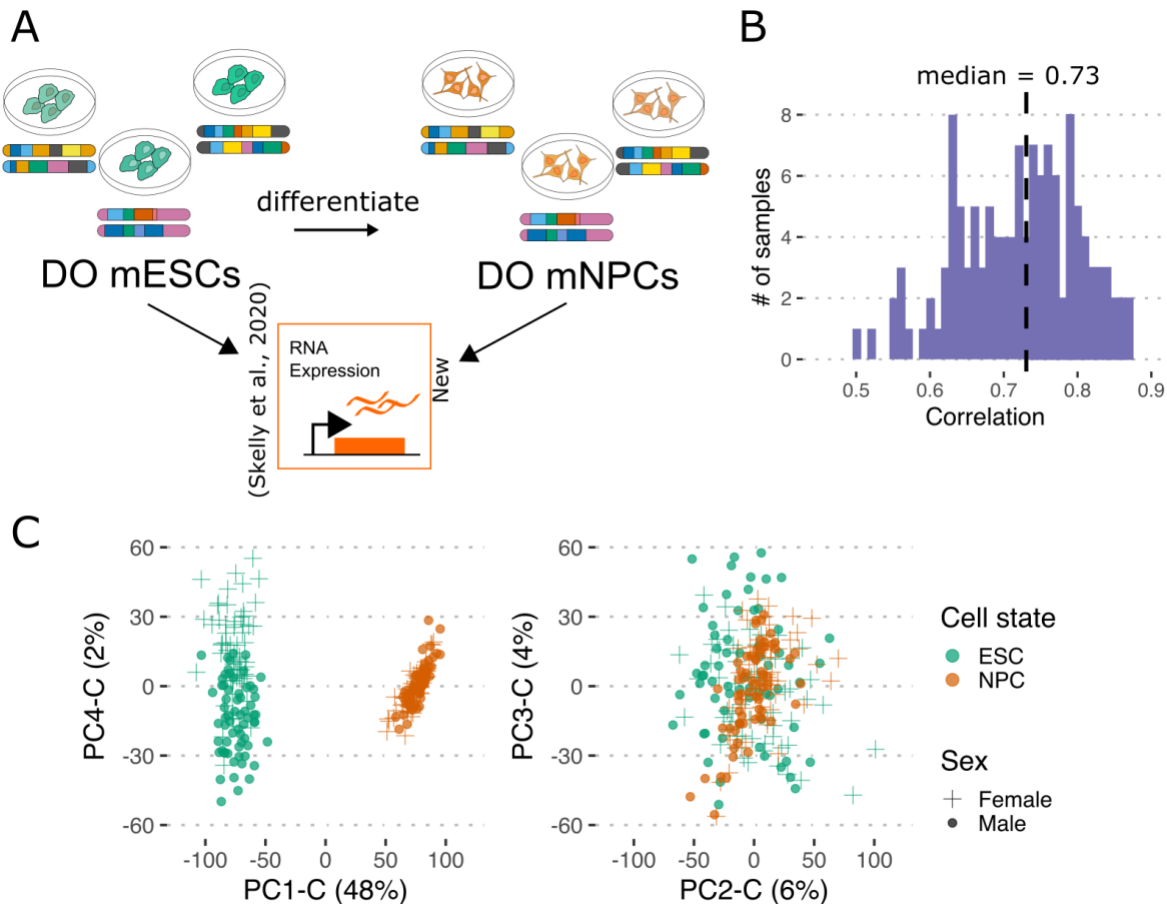 A
differentiate
DO mESCs
DO mNPCs
(Skelly et al., 2020)
RNA
Expression
New
B
median = 0.73
# of samples
8
6
4
2
0
0.5 0.6 0.7 0.8 0.9
Correlation
C
PC4-C (2%)
60
30
0
-30
-60
-100 -50 0 50 100
PC1-C (48%)
PC3-C (4%)
60
30
0
-30
-60
-100 -50 0 50 100
PC2-C (6%)
Cell state
ESC
NPC
Sex
Female
Male